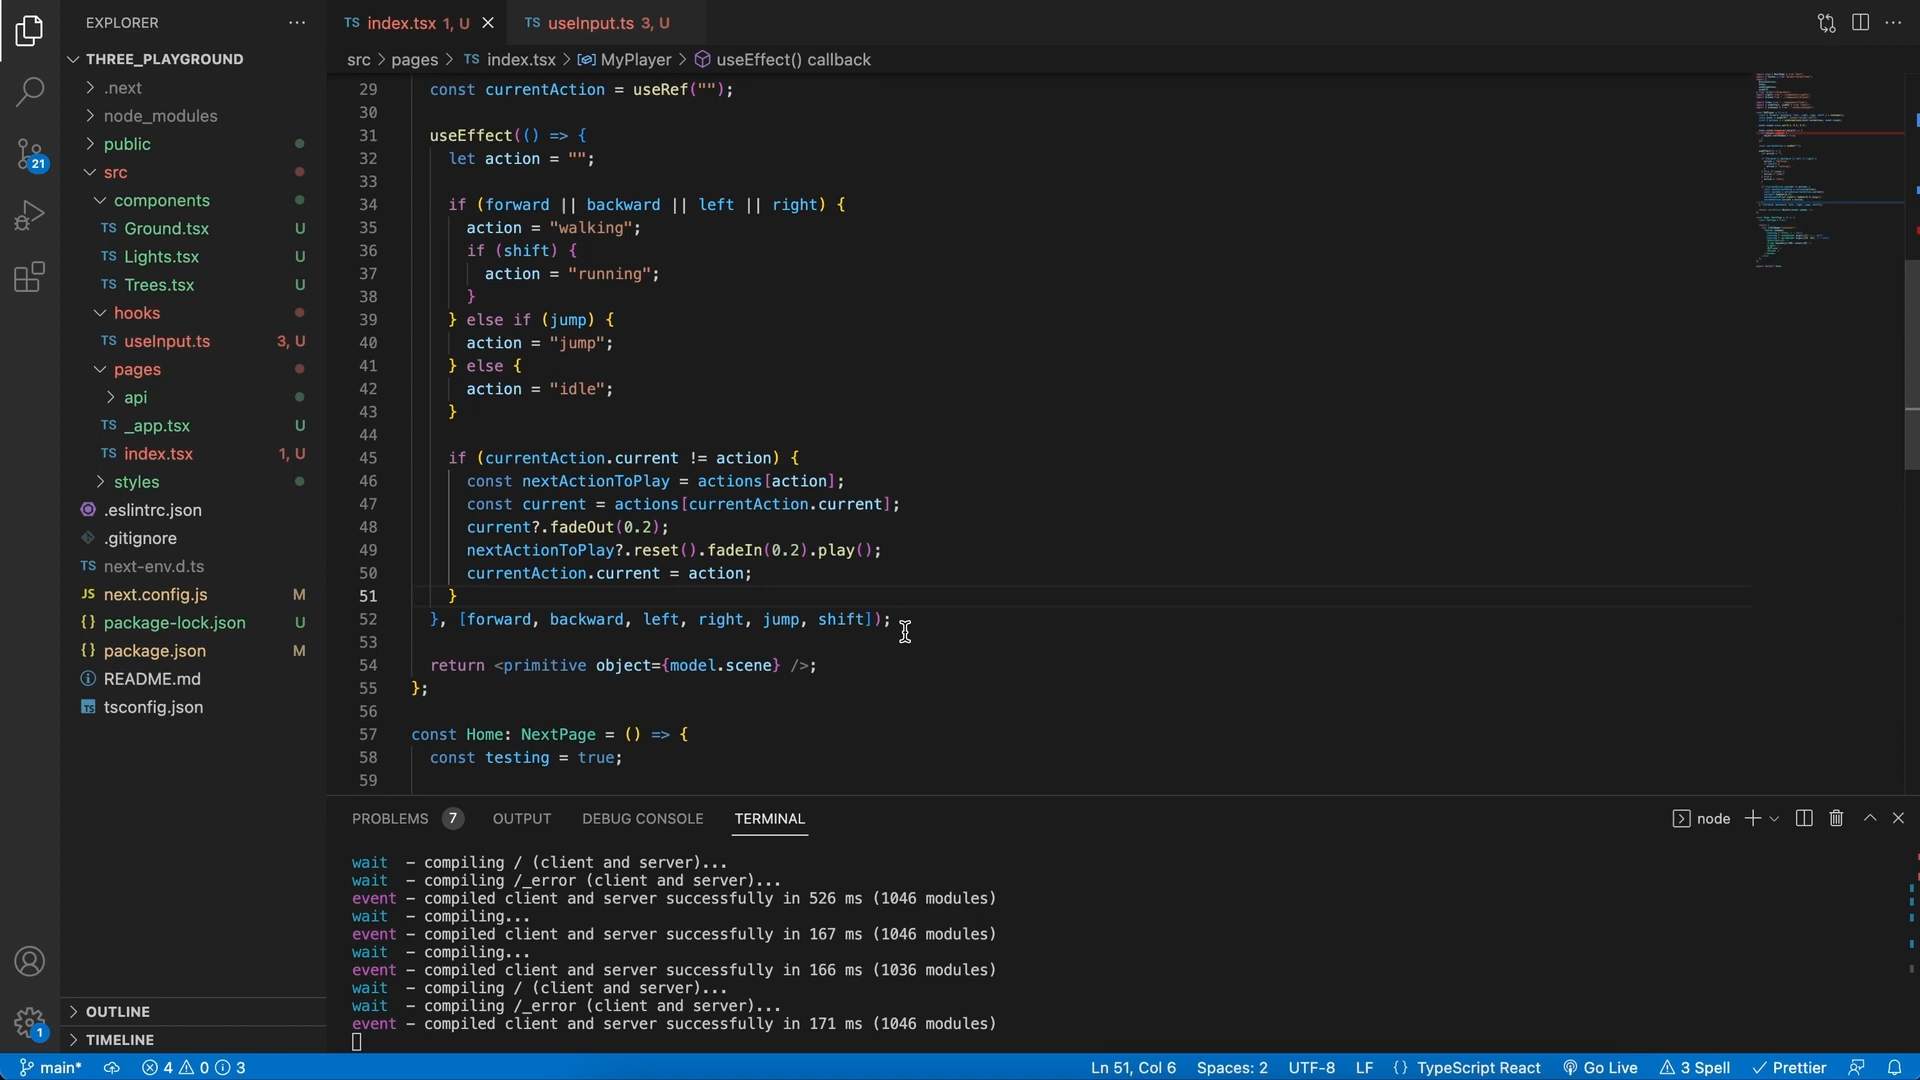 EXPLORER
THREE_PLAYGROUND
.next
node_modules
public
src
components
Ground.tsx U
Lights.tsx U
Trees.tsx U
hooks
TS useInput.ts 3, U
pages
api
TS _app.tsx U
TS index.tsx 1, U
styles
.eslintrc.json
.gitignore
TS next-env.d.ts
JS next.config.js M
{} package-lock.json U
{} package.json M
README.md
TS tsconfig.json
OUTLINE
TIMELINE
21
1
TS index.tsx 1, U
TS useInput.ts 3, U
src > pages > TS index.tsx > MyPlayer > useEffect() callback
29 const currentAction = useRef("");
30
31 useEffect(() => {
32 let action = "";
33
34 if (forward || backward || left || right) {
35 action = "walking";
36 if (shift) {
37 action = "running";
38 }
39 } else if (jump) {
40 action = "jump";
41 } else {
42 action = "idle";
43 }
44
45 if (currentAction.current != action) {
46 const nextActionToPlay = actions[action];
47 const current = actions[currentAction.current];
48 current?.fadeOut(0.2);
49 nextActionToPlay?.reset().fadeIn(0.2).play();
50 currentAction.current = action;
51 }
52 }, [forward, backward, left, right, jump, shift]);
53
54 return <primitive object={model.scene} />;
55 };
56
57 const Home: NextPage = () => {
58 const testing = true;
59
PROBLEMS 7 OUTPUT DEBUG CONSOLE TERMINAL
node
wait - compiling / (client and server)...
wait - compiling /_error (client and server)...
event - compiled client and server successfully in 526 ms (1046 modules)
wait - compiling...
event - compiled client and server successfully in 167 ms (1046 modules)
wait - compiling...
event - compiled client and server successfully in 166 ms (1036 modules)
wait - compiling / (client and server)...
wait - compiling /_error (client and server)...
event - compiled client and server successfully in 171 ms (1046 modules)
main* 4 0 3 Ln 51, Col 6 Spaces: 2 UTF-8 LF {} TypeScript React Go Live 3 Spell Prettier